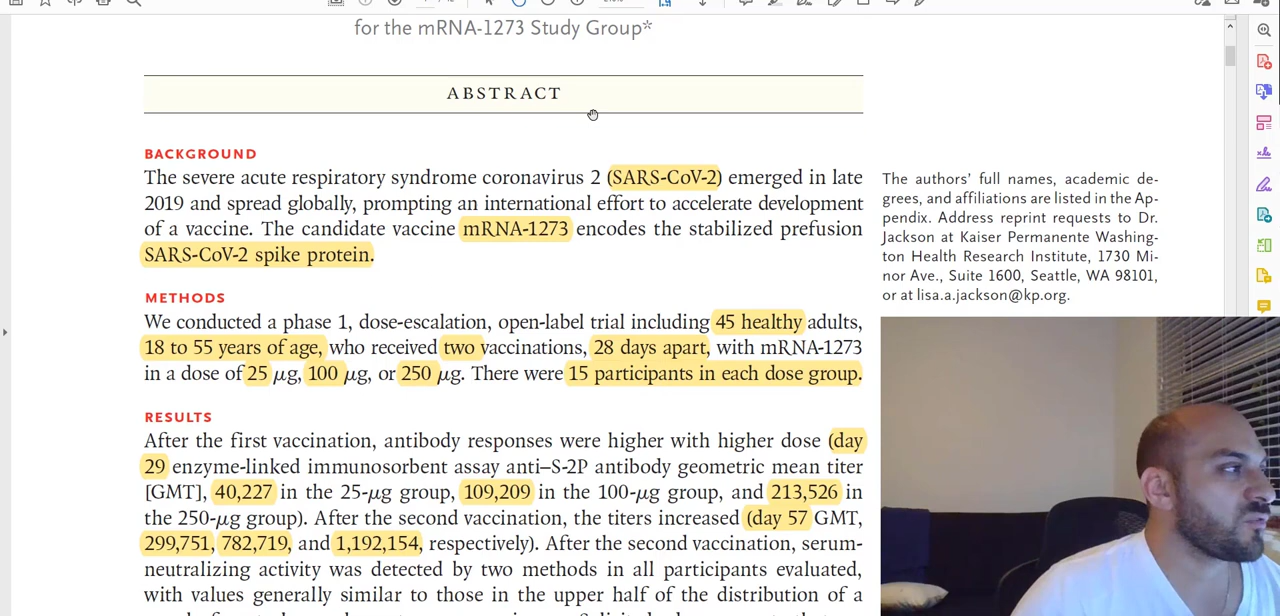 for the mRNA-1273 Study Group*
ABSTRACT
BACKGROUND
The severe acute respiratory syndrome coronavirus 2 (SARS-CoV-2) emerged in late
2019 and spread globally, prompting an international effort to accelerate development
of a vaccine. The candidate vaccine mRNA-1273 encodes the stabilized prefusion
SARS-CoV-2 spike protein.
METHODS
We conducted a phase 1, dose-escalation, open-label trial including 45 healthy adults,
18 to 55 years of age, who received two vaccinations, 28 days apart, with mRNA-1273
in a dose of 25 μg, 100 μg, or 250 μg. There were 15 participants in each dose group.
RESULTS
After the first vaccination, antibody responses were higher with higher dose (day
29 enzyme-linked immunosorbent assay anti–S-2P antibody geometric mean titer
[GMT], 40,227 in the 25-μg group, 109,209 in the 100-μg group, and 213,526 in
the 250-μg group). After the second vaccination, the titers increased (day 57 GMT,
299,751, 782,719, and 1,192,154, respectively). After the second vaccination, serum-
neutralizing activity was detected by two methods in all participants evaluated,
with values generally similar to those in the upper half of the distribution of a
The authors' full names, academic de-
grees, and affiliations are listed in the Ap-
pendix. Address reprint requests to Dr.
Jackson at Kaiser Permanente Washing-
ton Health Research Institute, 1730 Mi-
nor Ave., Suite 1600, Seattle, WA 98101,
or at lisa.a.jackson@kp.org.